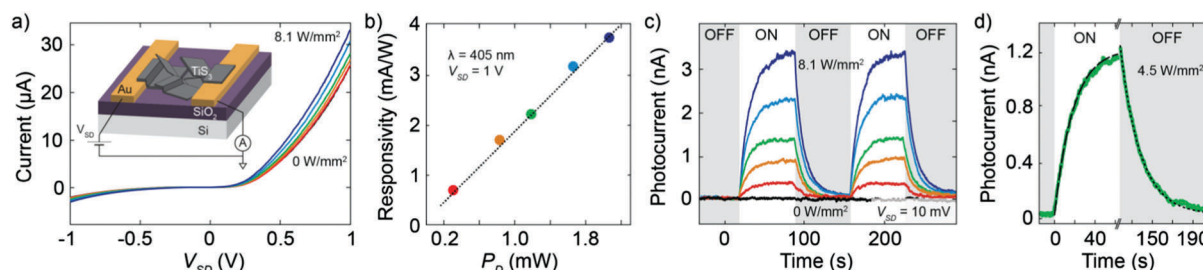 a)
Current (µA)
30
20
10
0
8.1 W/mm²
0 W/mm²
TiS₃
Au
SiO₂
Si
V_SD
A
-1
-0.5
0
0.5
1
V_SD (V)
b)
Responsivity (mA/W)
4
3
2
1
0
λ = 405 nm
V_SD = 1 V
0.2
0.6
1.0
1.4
1.8
P_D (mW)
c)
Photocurrent (nA)
3
2
1
0
OFF
ON
OFF
ON
OFF
8.1 W/mm²
0 W/mm²
V_SD = 10 mV
0
100
200
Time (s)
d)
Photocurrent (nA)
1.2
0.8
0.4
0
ON
OFF
4.5 W/mm²
0
40
150
190
Time (s)